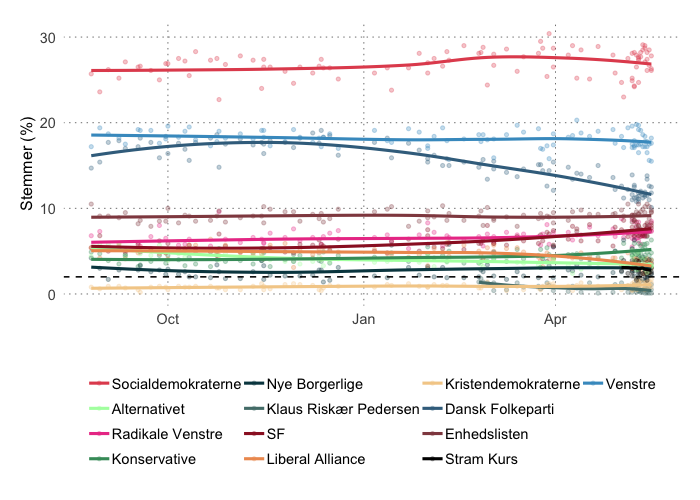 30
20
10
0
Stemmer (%)
Oct Jan Apr
Socialdemokraterne Nye Borgerlige Kristendemokraterne Venstre
Alternativet Klaus Riskær Pedersen Dansk Folkeparti
Radikale Venstre SF Enhedslisten
Konservative Liberal Alliance Stram Kurs